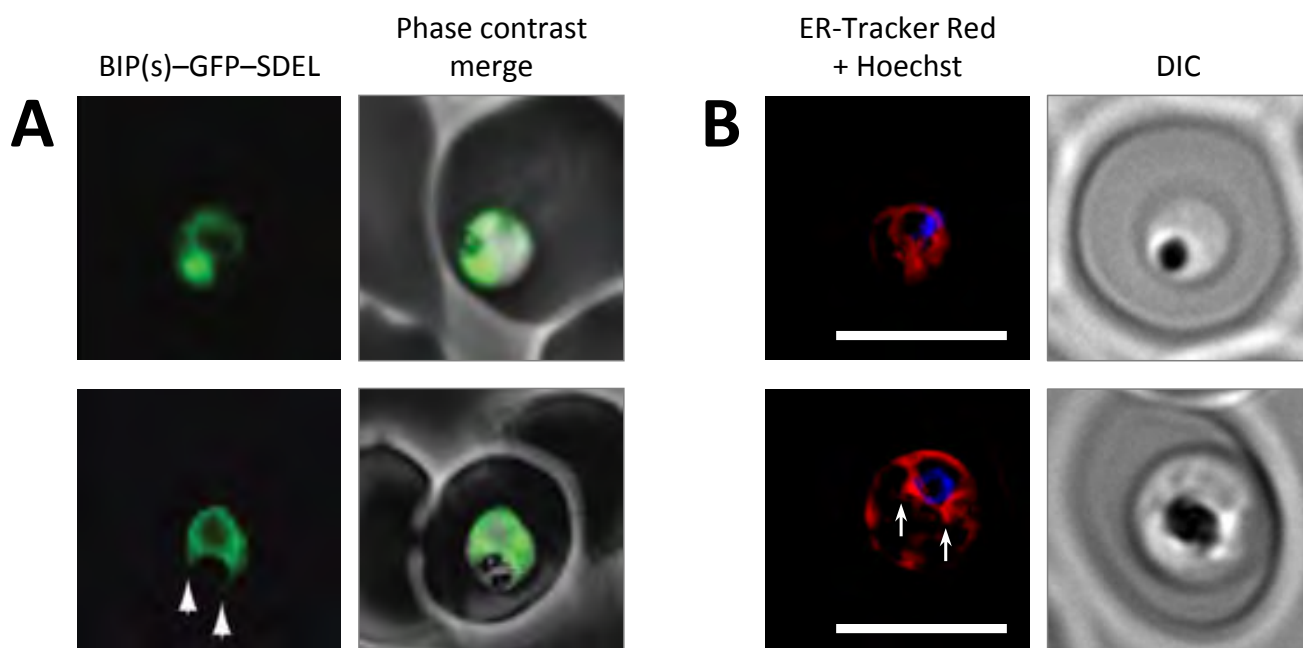 A
BIP(s)–GFP–SDEL
Phase contrast
merge
B
ER-Tracker Red
+ Hoechst
DIC